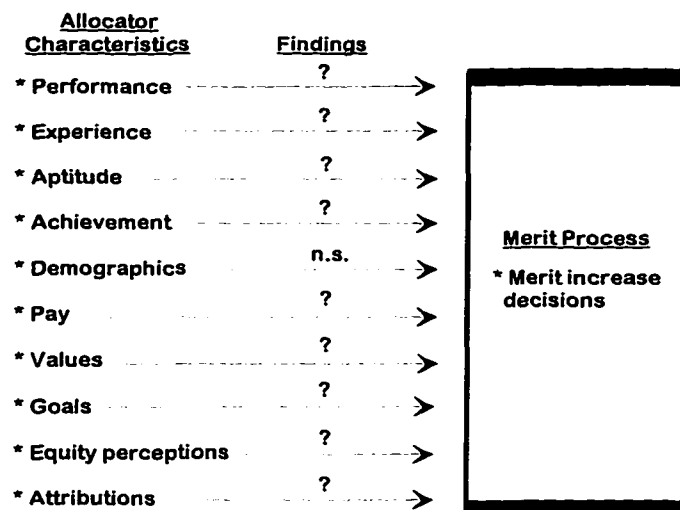 Allocator
Characteristics Findings
?
* Performance
?
* Experience
?
* Aptitude
?
* Achievement
n.s.
* Demographics
?
* Pay
?
* Values
?
* Goals
?
* Equity perceptions
?
* Attributions
Merit Process
* Merit increase
decisions